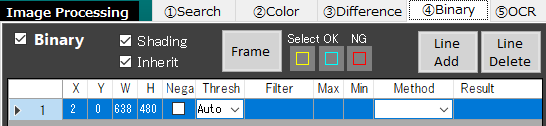 Image Processing ①Search ②Color ③Difference ④Binary ⑤OCR
Binary Shading Inherit Frame Select OK NG Line Add Line Delete
X Y W H Nega Thresh Filter Max Min Method Result
1 2 0 638 480 Auto